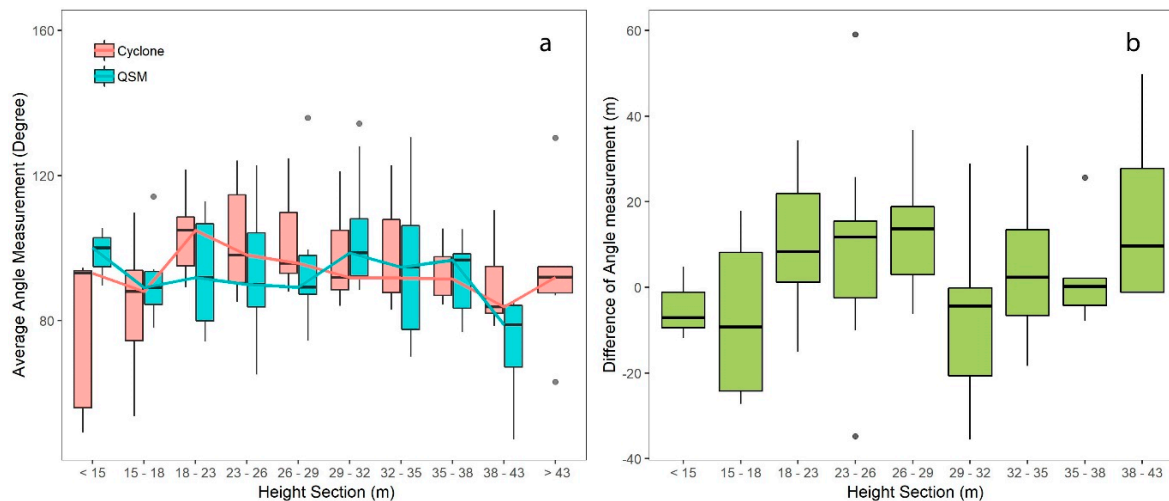 a
Cyclone
QSM
160
120
80
Average Angle Measurement (Degree)
< 15
15 - 18
18 - 23
23 - 26
26 - 29
29 - 32
32 - 35
35 - 38
38 - 43
> 43
Height Section (m)
b
60
40
20
0
-20
-40
Difference of Angle measurement (m)
< 15
15 - 18
18 - 23
23 - 26
26 - 29
29 - 32
32 - 35
35 - 38
38 - 43
Height Section (m)